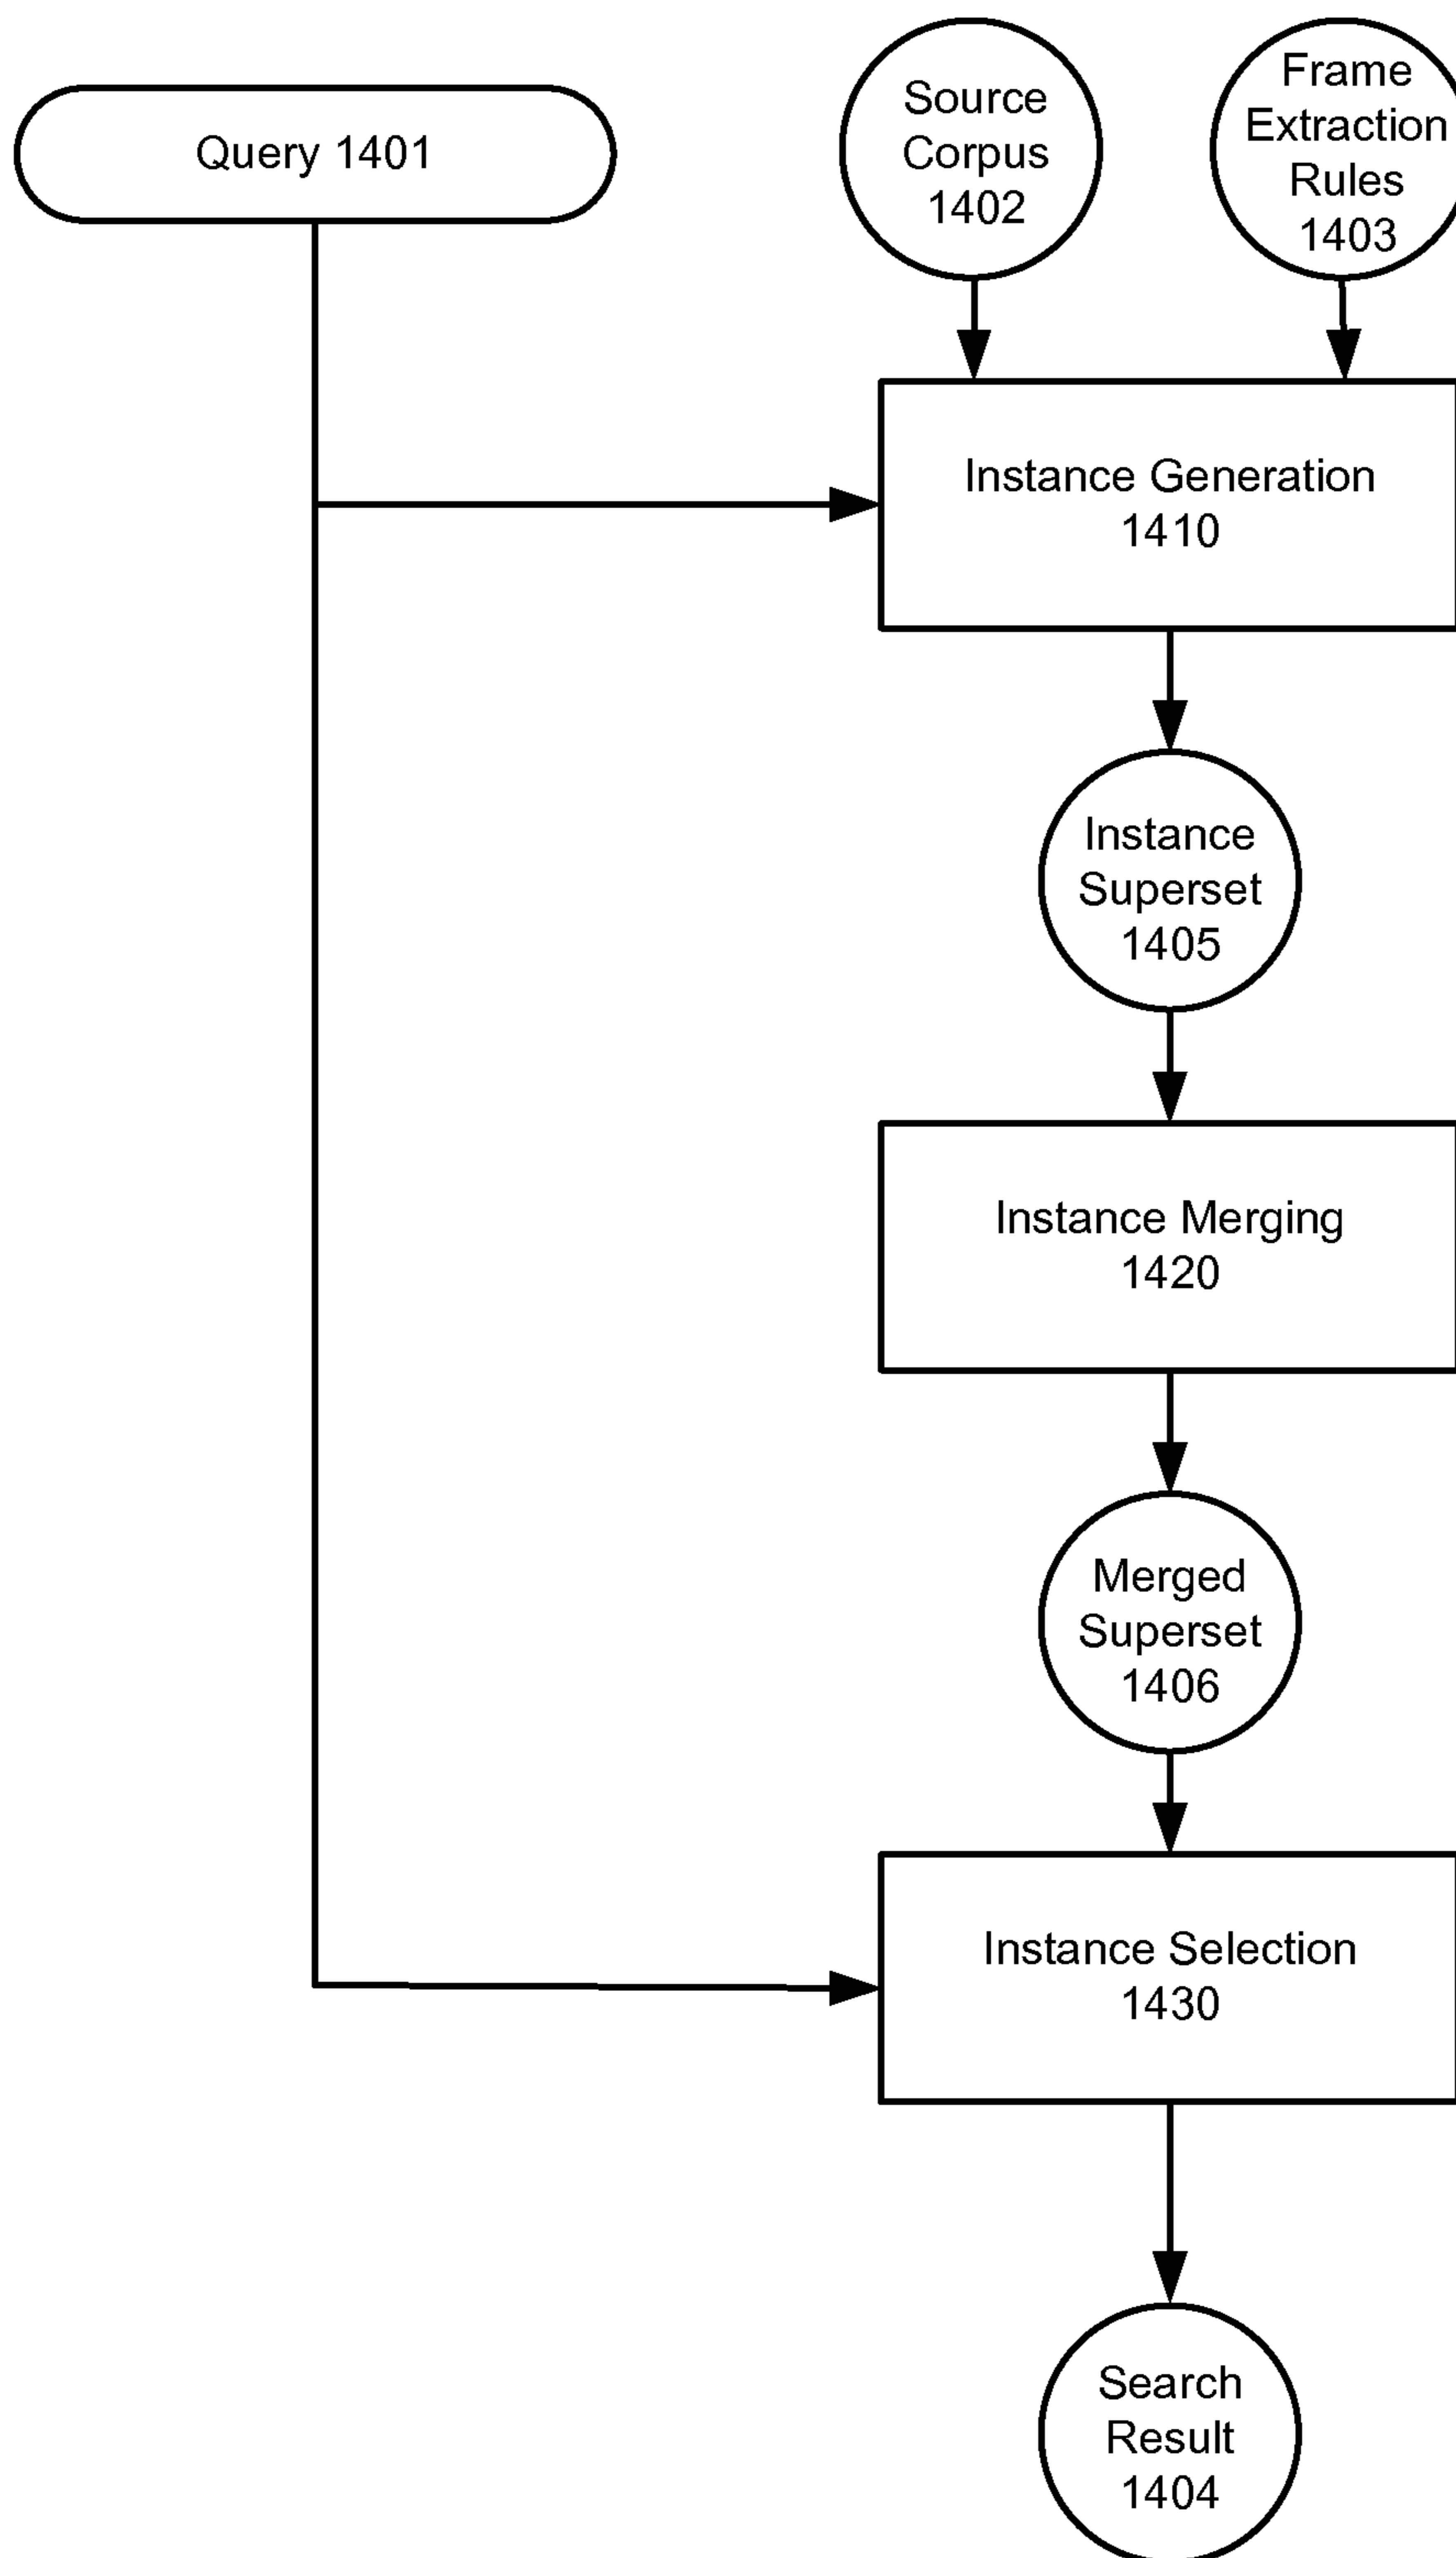 Query 1401
Source
Corpus
1402
Frame
Extraction
Rules
1403
Instance Generation
1410
Instance
Superset
1405
Instance Merging
1420
Merged
Superset
1406
Instance Selection
1430
Search
Result
1404